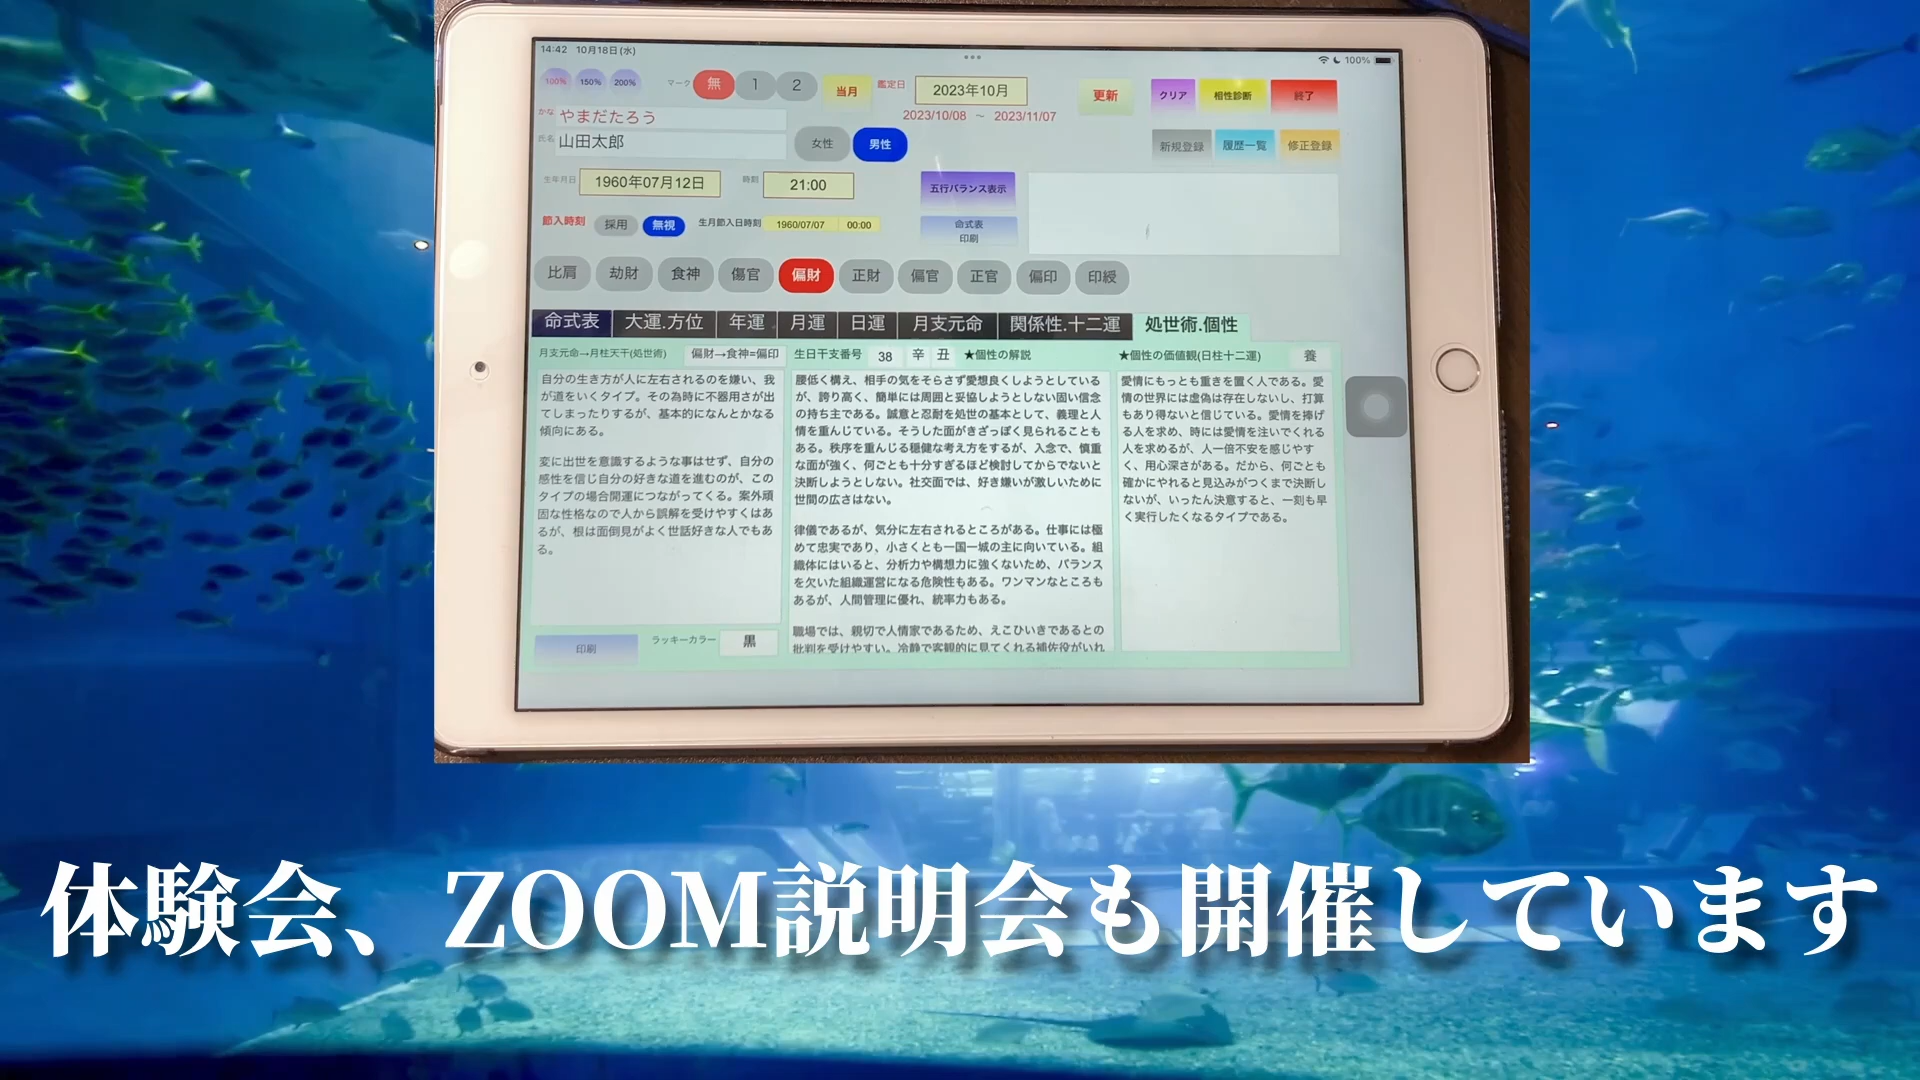 14:42 10月18日(水)
100%
100% 150% 200%
マーク 無 1 2 当月 鑑定日 2023年10月 更新 クリア 相性診断 終了
2023/10/08 ～ 2023/11/07
かな やまだたろう
氏名 山田太郎 女性 男性 新規登録 履歴一覧 修正登録
生年月日 1960年07月12日 時刻 21:00 五行バランス表示
節入時刻 採用 無視 生月節入日時刻 1960/07/07 00:00 命式表
印刷
比肩 劫財 食神 傷官 偏財 正財 偏官 正官 偏印 印綬
命式表 大運.方位 年運 月運 日運 月支元命 関係性.十二運 処世術.個性
月支元命→月柱天干(処世術) 偏財→食神=偏印 生日干支番号 38 辛 丑 ★個性の解説 ★個性の価値観(日柱十二運) 養
自分の生き方が人に左右されるのを嫌い、我
が道をいくタイプ。その為時に不器用さが出
てしまったりするが、基本的になんとかなる
傾向にある。
変に出世を意識するような事はせず、自分の
感性を信じ自分の好きな道を進むのが、この
タイプの場合開運につながってくる。案外頑
固な性格なので人から誤解を受けやすくはあ
るが、根は面倒見がよく世話好きな人でもあ
る。
印刷 ラッキーカラー 黒
腰低く構え、相手の気をそらさず愛想良くしようとしている
が、誇り高く、簡単には周囲と妥協しようとしない固い信念
の持ち主である。誠意と忍耐を処世の基本として、義理と人
情を重んじている。そうした面がきざっぽく見られることも
ある。秩序を重んじる穏健な考え方をするが、入念で、慎重
な面が強く、何ごとも十分すぎるほど検討してからでないと
決断しようとしない。社交面では、好き嫌いが激しいために
世間の広さはない。
律儀であるが、気分に左右されるところがある。仕事には極
めて忠実であり、小さくとも一国一城の主に向いている。組
織体にはいると、分析力や構想力に強くないため、バランス
を欠いた組織運営になる危険性もある。ワンマンなところも
あるが、人間管理に優れ、統率力もある。
職場では、親切で人情家であるため、えこひいきであるとの
批判を受けやすい。冷静で客観的に見てくれる補佐役がいれ
愛情にもっとも重きを置く人である。愛
情の世界には虚偽は存在しないし、打算
もあり得ないと信じている。愛情を捧げ
る人を求め、時には愛情を注いでくれる
人を求めるが、人一倍不安を感じやす
く、用心深さがある。だから、何ごとも
確かにやれると見込みがつくまで決断し
ないが、いったん決意すると、一刻も早
く実行したくなるタイプである。
体験会、ZOOM説明会も開催しています